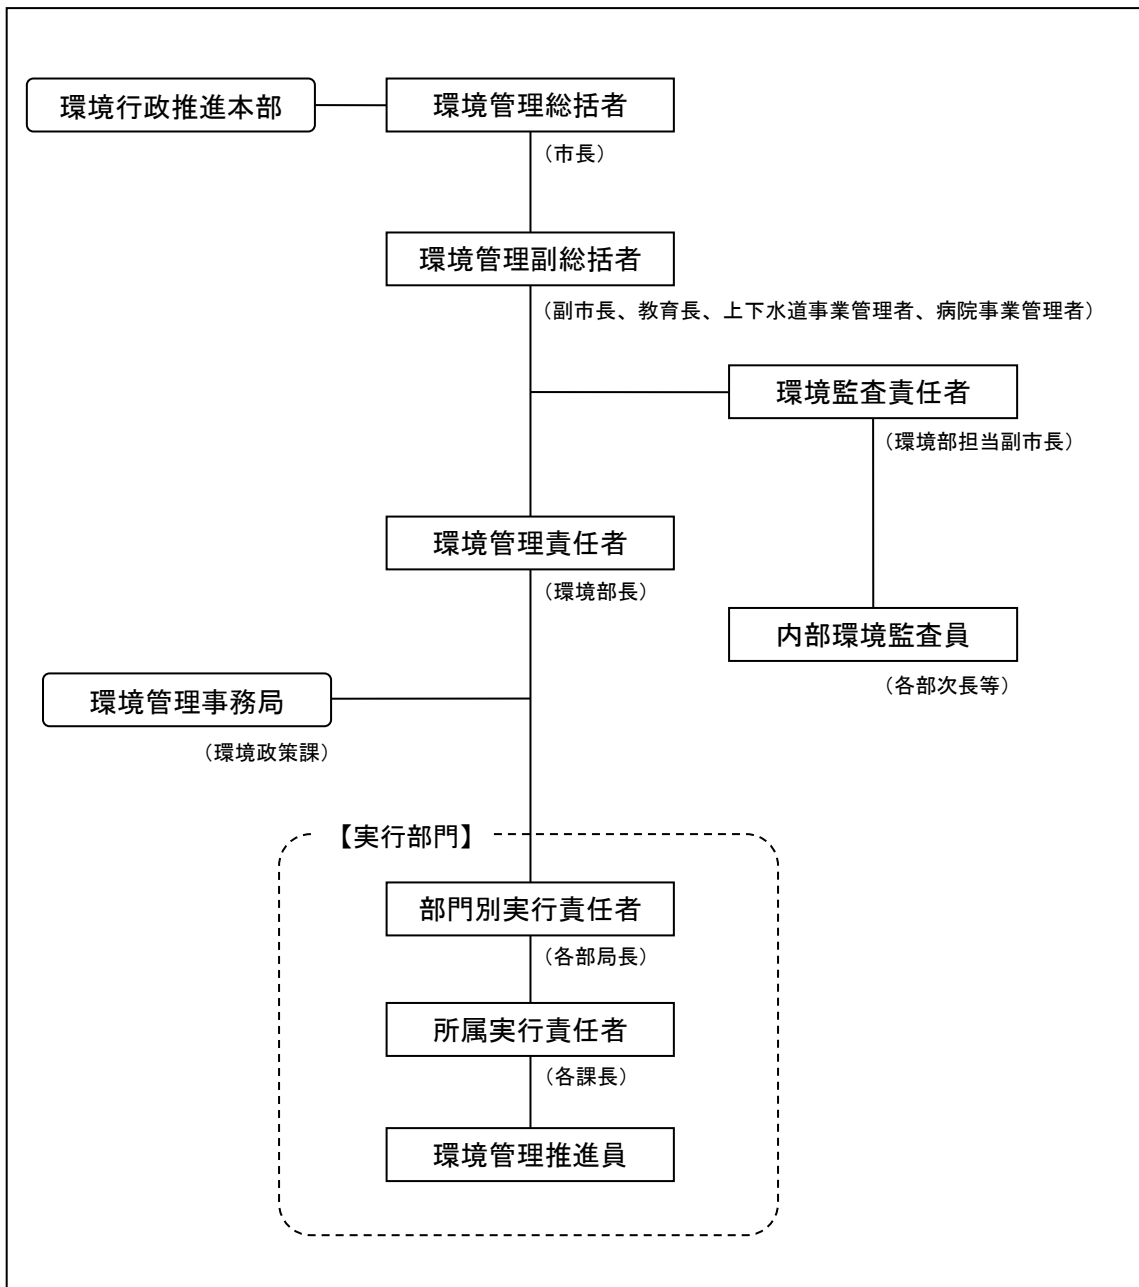 環境行政推進本部
環境管理総括者
（市長）
環境管理副総括者
（副市長、教育長、上下水道事業管理者、病院事業管理者）
環境監査責任者
（環境部担当副市長）
環境管理責任者
（環境部長）
内部環境監査員
（各部次長等）
環境管理事務局
（環境政策課）
【実行部門】
部門別実行責任者
（各部局長）
所属実行責任者
（各課長）
環境管理推進員